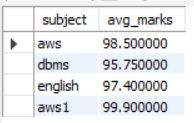 subject avg_marks
aws 98.500000
dbms 95.750000
english 97.400000
aws1 99.900000